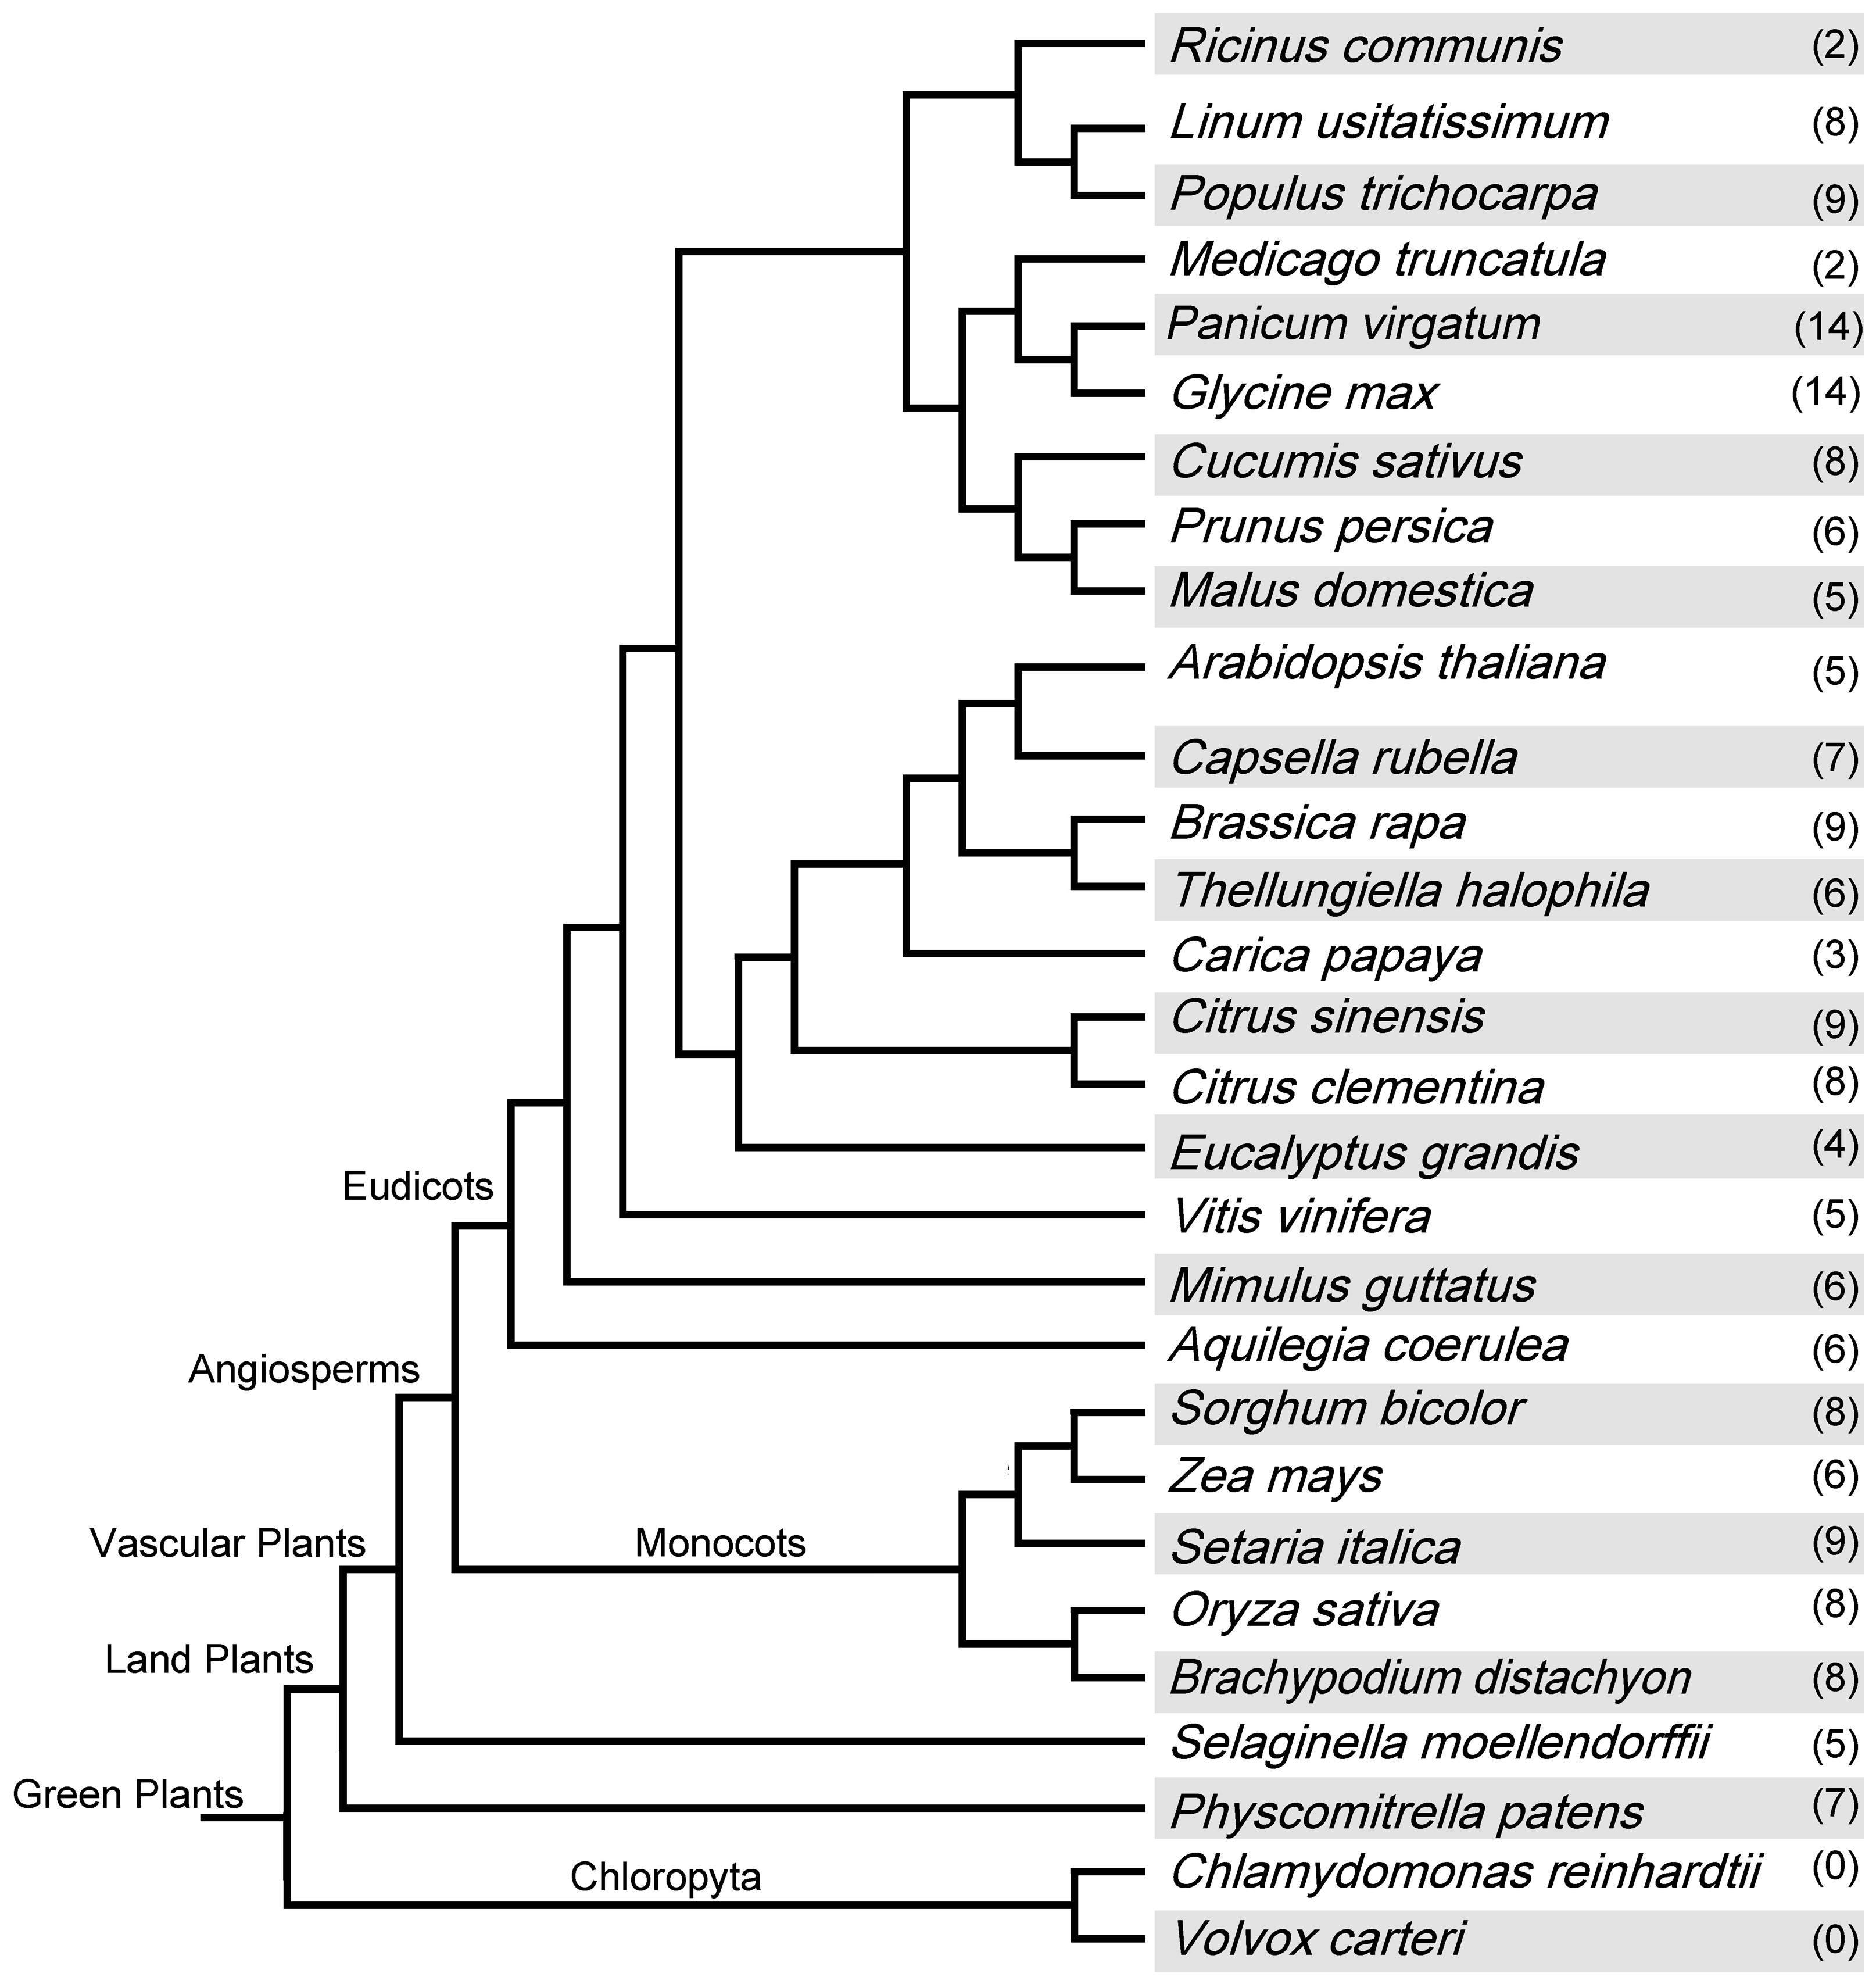 Ricinus communis (2)
Linum usitatissimum (8)
Populus trichocarpa (9)
Medicago truncatula (2)
Panicum virgatum (14)
Glycine max (14)
Cucumis sativus (8)
Prunus persica (6)
Malus domestica (5)
Arabidopsis thaliana (5)
Capsella rubella (7)
Brassica rapa (9)
Thellungiella halophila (6)
Carica papaya (3)
Citrus sinensis (9)
Citrus clementina (8)
Eucalyptus grandis (4)
Eudicots
Vitis vinifera (5)
Mimulus guttatus (6)
Aquilegia coerulea (6)
Angiosperms
Sorghum bicolor (8)
Zea mays (6)
Vascular Plants
Monocots
Setaria italica (9)
Oryza sativa (8)
Land Plants
Brachypodium distachyon (8)
Selaginella moellendorffii (5)
Green Plants
Physcomitrella patens (7)
Chloropyta
Chlamydomonas reinhardtii (0)
Volvox carteri (0)